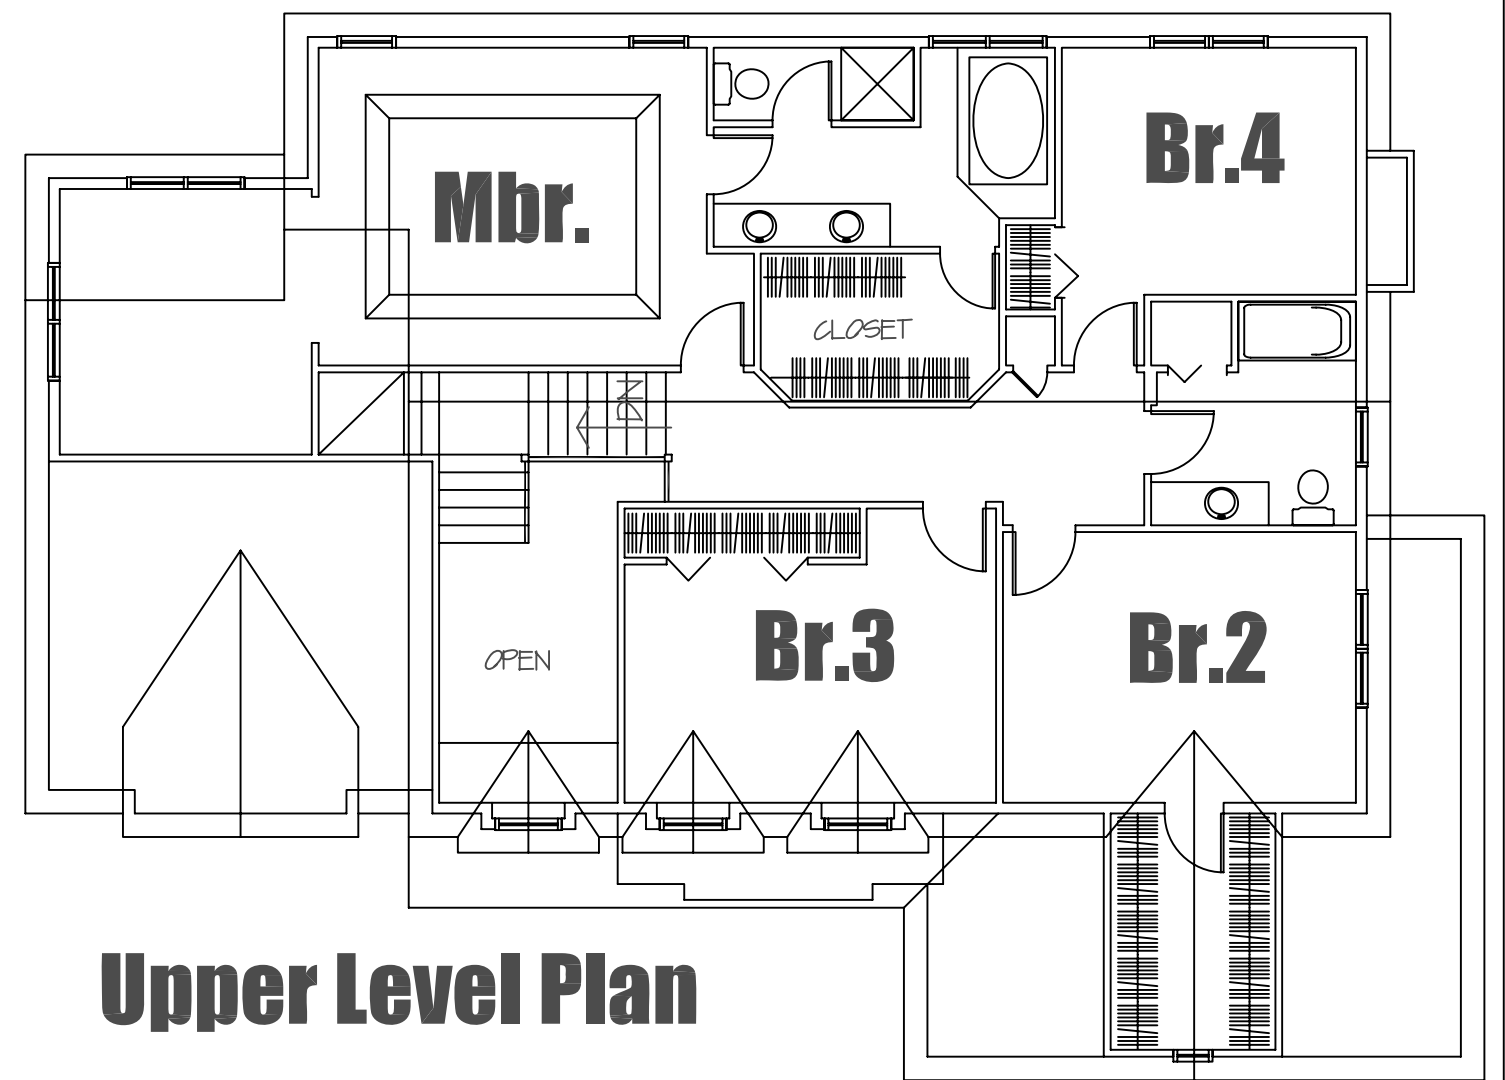 Br.4
Mbr.
CLOSET
DN
Br.3
Br.2
OPEN
Upper Level Plan